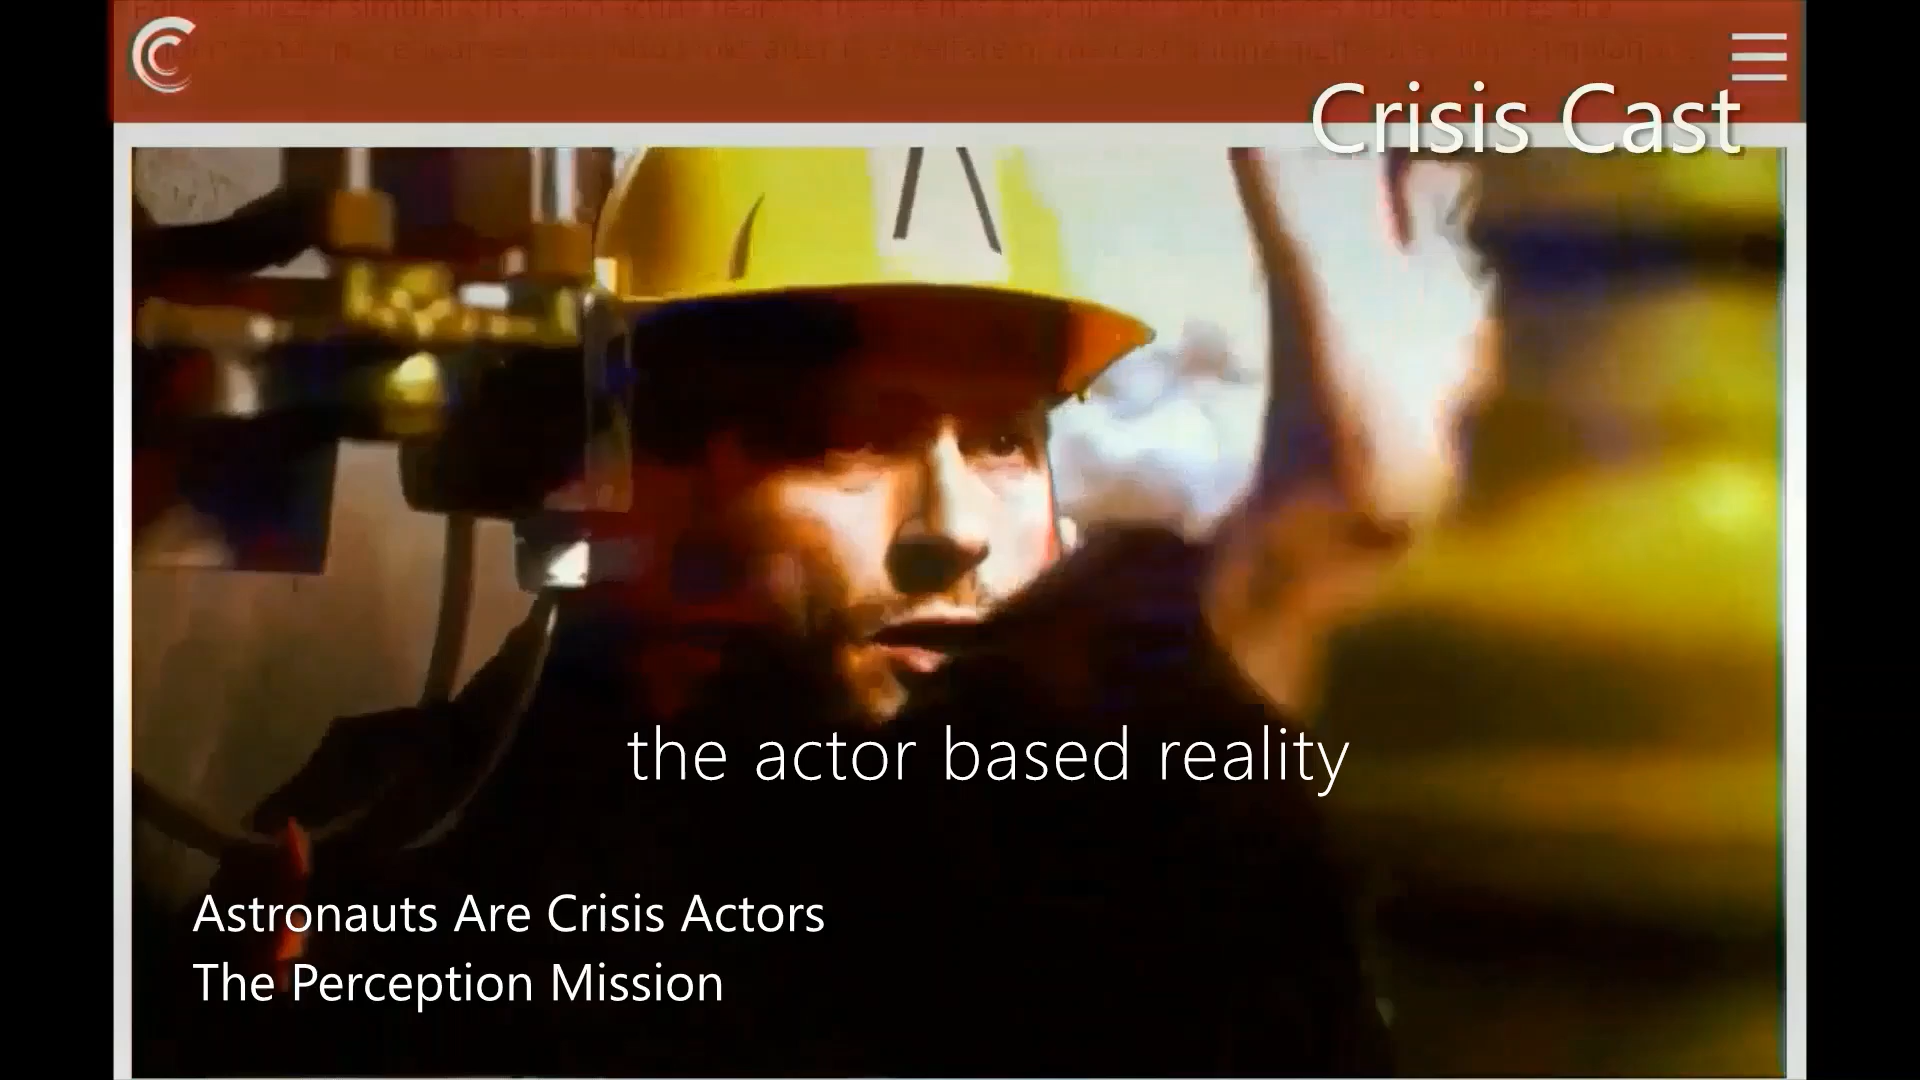 Crisis Cast
the actor based reality
Astronauts Are Crisis Actors
The Perception Mission